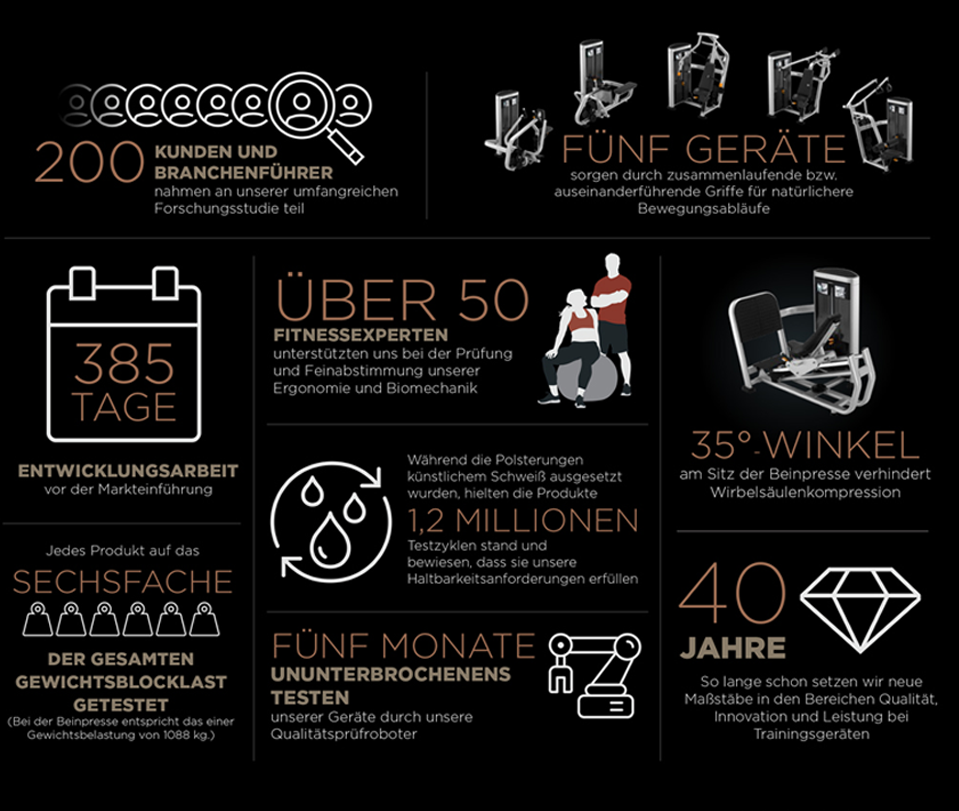 200
KUNDEN UND
BRANCHENFÜHRER
nahmen an unserer umfangreichen
Forschungsstudie teil
FÜNF GERÄTE
sorgen durch zusammenlaufende bzw.
auseinanderführende Griffe für natürlichere
Bewegungsabläufe
385
TAGE
ENTWICKLUNGSARBEIT
vor der Markteinführung
ÜBER 50
FITNESSEXPERTEN
unterstützten uns bei der Prüfung
und Feinabstimmung unserer
Ergonomie und Biomechanik
35°-WINKEL
am Sitz der Beinpresse verhindert
Wirbelsäulenkompression
Während die Polsterungen
künstlichem Schweiß ausgesetzt
wurden, hielten die Produkte
1,2 MILLIONEN
Testzyklen stand und
bewiesen, dass sie unsere
Haltbarkeitsanforderungen erfüllen
Jedes Produkt auf das
SECHSFACHE
DER GESAMTEN
GEWICHTSBLOCKLAST
GETESTET
(Bei der Beinpresse entspricht das einer
Gewichtsbelastung von 1088 kg.)
FÜNF MONATE
UNUNTERBROCHENENS
TESTEN
unserer Geräte durch unsere
Qualitätsprüfroboter
40
JAHRE
So lange schon setzen wir neue
Maßstäbe in den Bereichen Qualität,
Innovation und Leistung bei
Trainingsgeräten